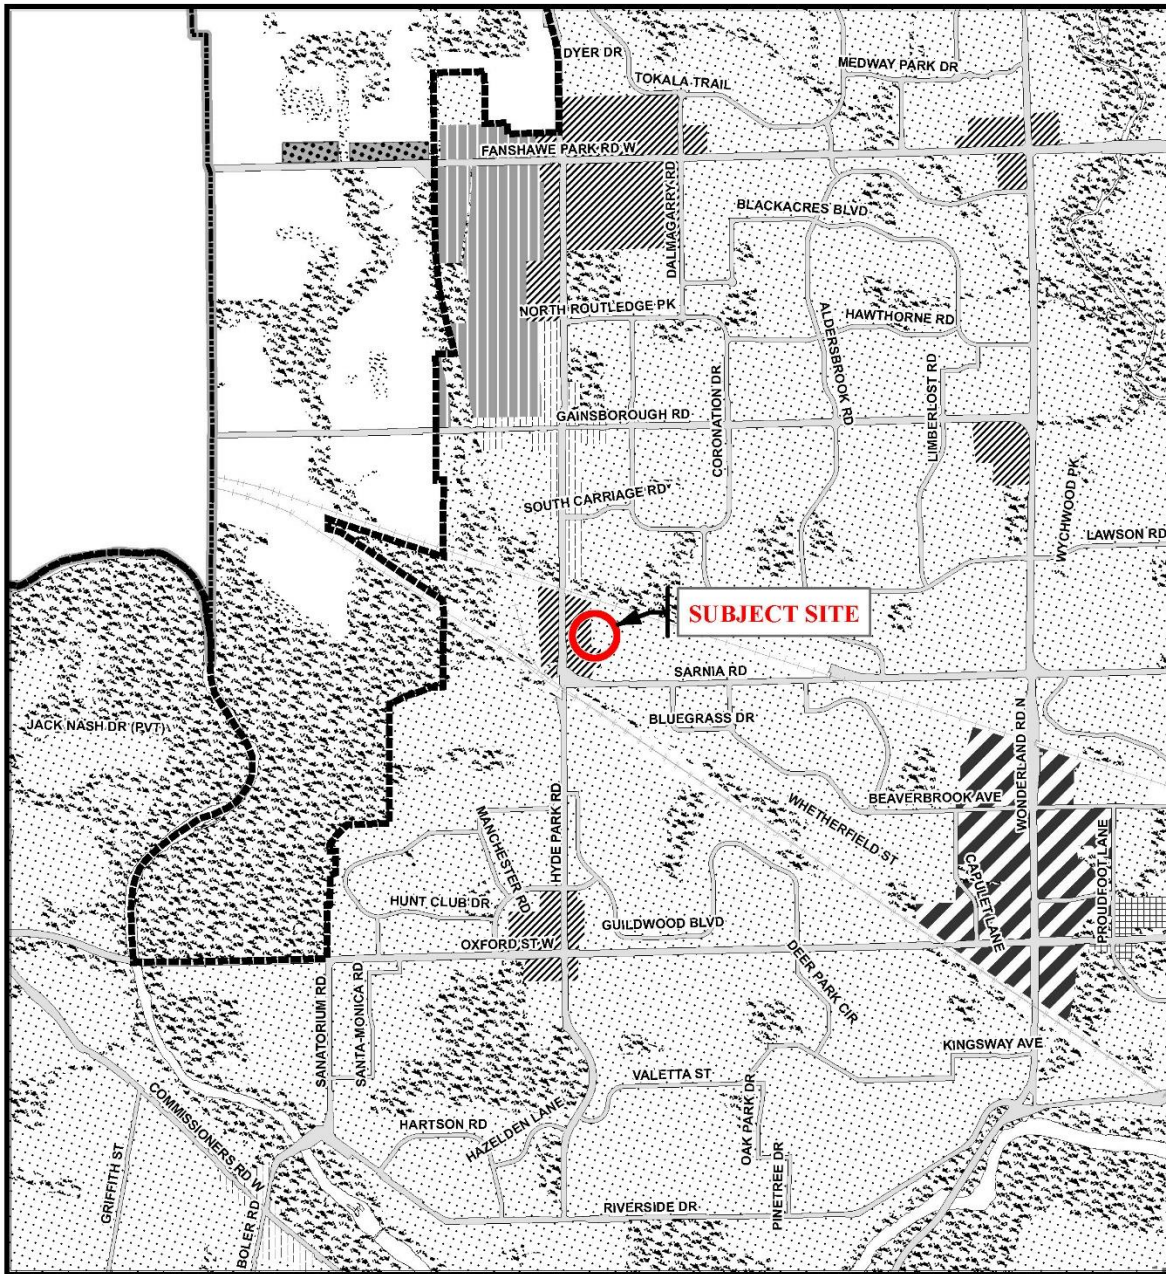 DYER DR
TOKALA TRAIL
MEDWAY PARK DR
FANSHAWE PARK RD W
DALMAGARRY RD
BLACKACRES BLVD
NORTH ROUTLEDGE PK
ALDERSBROOK RD
HAWTHORNE RD
LIMBERLOST RD
CORONATION DR
GAINSBOROUGH RD
SOUTH CARRIAGE RD
WYCHWOOD PK
LAWSON RD
SUBJECT SITE
SARNIA RD
JACK NASH DR (PVT)
BLUEGRASS DR
WONDERLAND RD N
BEAVERBROOK AVE
WHETHERFIELD ST
HYDE PARK RD
MANCHESTER RD
HUNT CLUB DR
GUILDWOOD BLVD
CAPULET LANE
PROUDFOOT LANE
OXFORD ST W
DEER PARK CIR
SANATORIUM RD
SANTA-MONICA RD
KINGSWAY AVE
VALETTA ST
OAK PARK DR
COMMISSIONERS RD W
HARTSON RD
HAZELDEN LANE
GRIFFITH ST
PINETREE DR
RIVERSIDE DR
BOLER RD